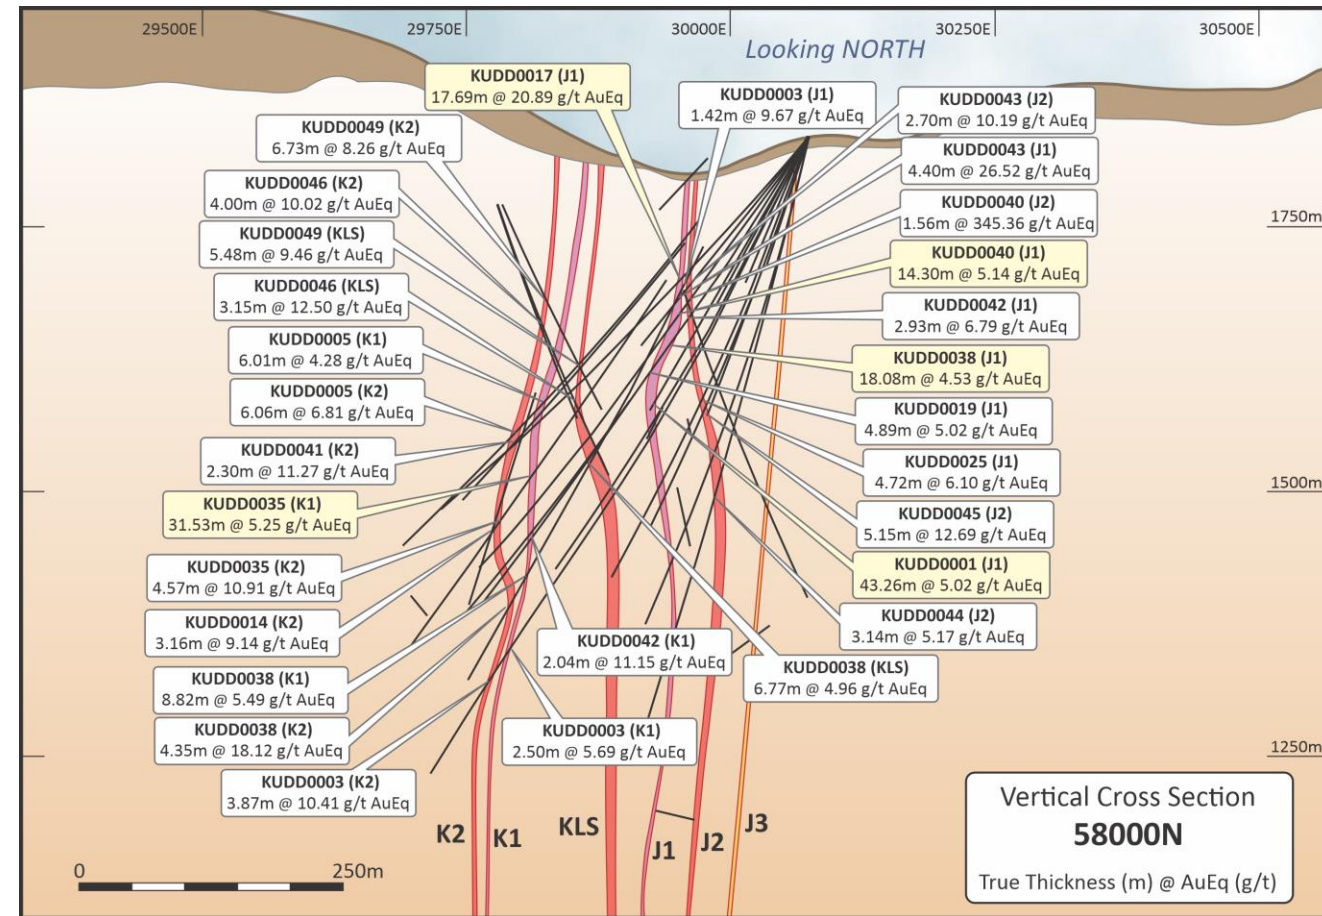 29500E
29750E
30000E
30250E
30500E
Looking NORTH
KUDD0017 (J1)
17.69m @ 20.89 g/t AuEq
KUDD0003 (J1)
1.42m @ 9.67 g/t AuEq
KUDD0043 (J2)
2.70m @ 10.19 g/t AuEq
KUDD0049 (K2)
6.73m @ 8.26 g/t AuEq
KUDD0043 (J1)
4.40m @ 26.52 g/t AuEq
KUDD0046 (K2)
4.00m @ 10.02 g/t AuEq
KUDD0040 (J2)
1.56m @ 345.36 g/t AuEq
1750m
KUDD0049 (KLS)
5.48m @ 9.46 g/t AuEq
KUDD0040 (J1)
14.30m @ 5.14 g/t AuEq
KUDD0046 (KLS)
3.15m @ 12.50 g/t AuEq
KUDD0042 (J1)
2.93m @ 6.79 g/t AuEq
KUDD0005 (K1)
6.01m @ 4.28 g/t AuEq
KUDD0038 (J1)
18.08m @ 4.53 g/t AuEq
KUDD0005 (K2)
6.06m @ 6.81 g/t AuEq
KUDD0019 (J1)
4.89m @ 5.02 g/t AuEq
KUDD0041 (K2)
2.30m @ 11.27 g/t AuEq
KUDD0025 (J1)
4.72m @ 6.10 g/t AuEq
1500m
KUDD0035 (K1)
31.53m @ 5.25 g/t AuEq
KUDD0045 (J2)
5.15m @ 12.69 g/t AuEq
KUDD0035 (K2)
4.57m @ 10.91 g/t AuEq
KUDD0001 (J1)
43.26m @ 5.02 g/t AuEq
KUDD0014 (K2)
3.16m @ 9.14 g/t AuEq
KUDD0044 (J2)
3.14m @ 5.17 g/t AuEq
KUDD0042 (K1)
2.04m @ 11.15 g/t AuEq
KUDD0038 (KLS)
6.77m @ 4.96 g/t AuEq
KUDD0038 (K1)
8.82m @ 5.49 g/t AuEq
KUDD0038 (K2)
4.35m @ 18.12 g/t AuEq
KUDD0003 (K1)
2.50m @ 5.69 g/t AuEq
1250m
KUDD0003 (K2)
3.87m @ 10.41 g/t AuEq
K2
K1
KLS
J1
J2
J3
Vertical Cross Section
58000N
True Thickness (m) @ AuEq (g/t)
0
250m